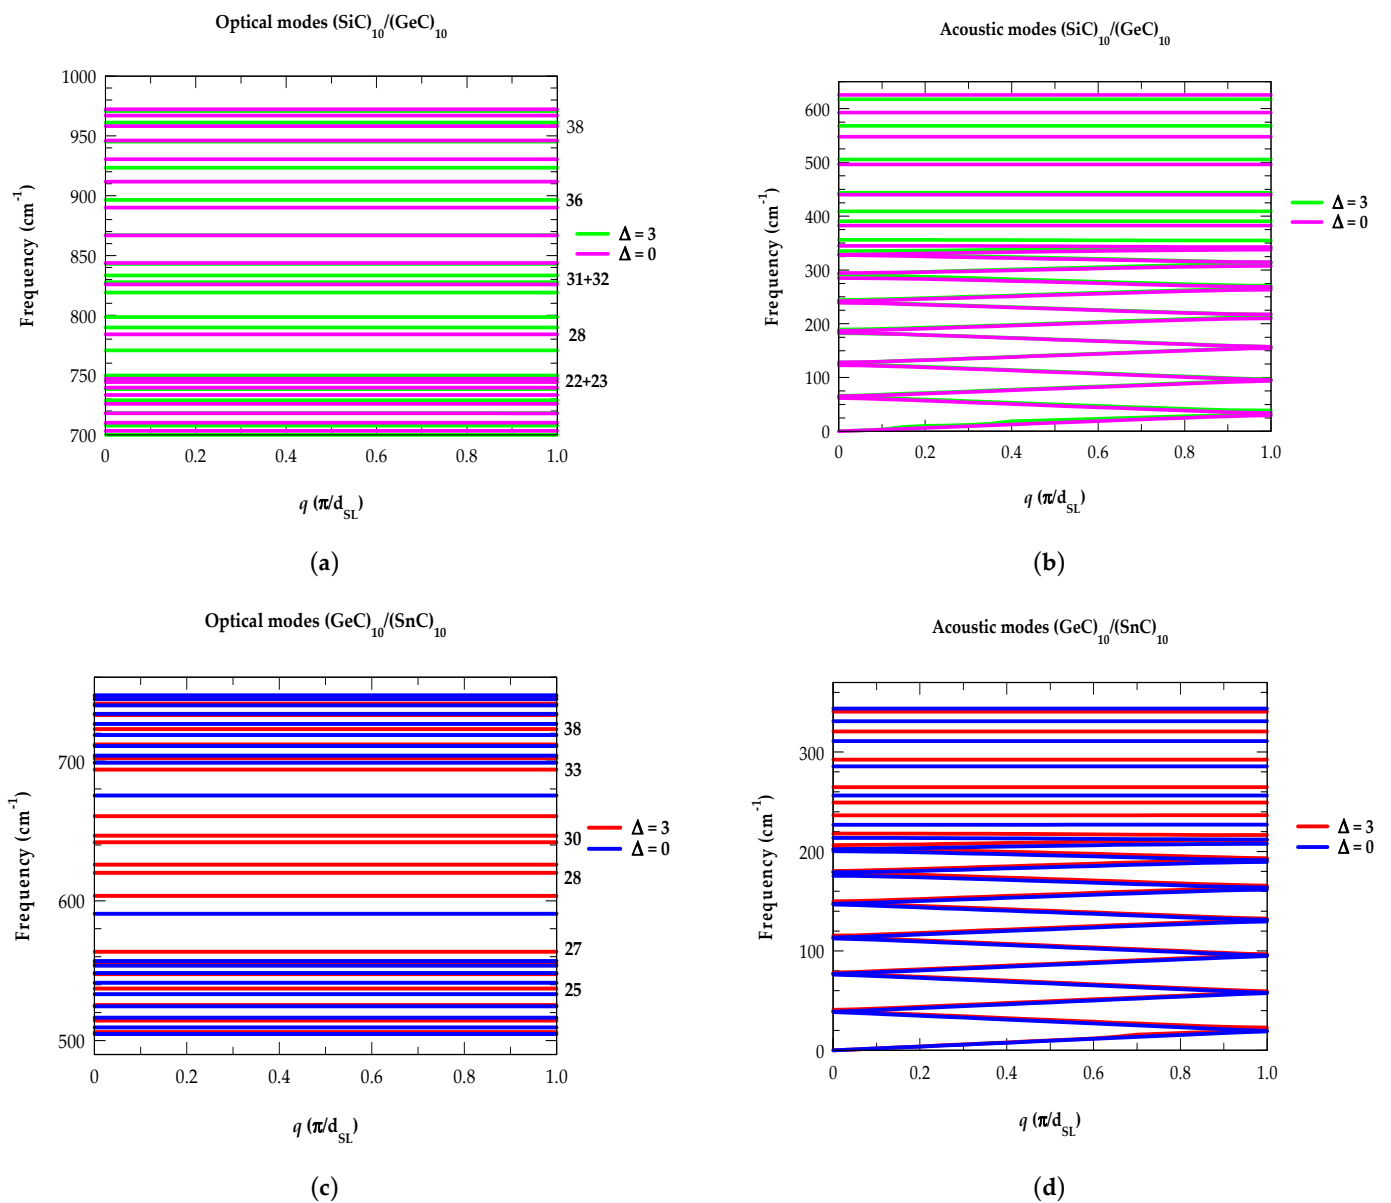 Optical modes (SiC)10/(GeC)10
1000
950
900
850
800
750
700
Frequency (cm-1)
38
36
31+32
28
22+23
Δ = 3
Δ = 0
0
0.2
0.4
0.6
0.8
1.0
q (π/dSL)
(a)
Acoustic modes (SiC)10/(GeC)10
600
500
400
300
200
100
0
Frequency (cm-1)
Δ = 3
Δ = 0
0
0.2
0.4
0.6
0.8
1.0
q (π/dSL)
(b)
Optical modes (GeC)10/(SnC)10
700
600
500
Frequency (cm-1)
38
33
30
28
27
25
Δ = 3
Δ = 0
0
0.2
0.4
0.6
0.8
1.0
q (π/dSL)
(c)
Acoustic modes (GeC)10/(SnC)10
300
200
100
0
Frequency (cm-1)
Δ = 3
Δ = 0
0
0.2
0.4
0.6
0.8
1.0
q (π/dSL)
(d)